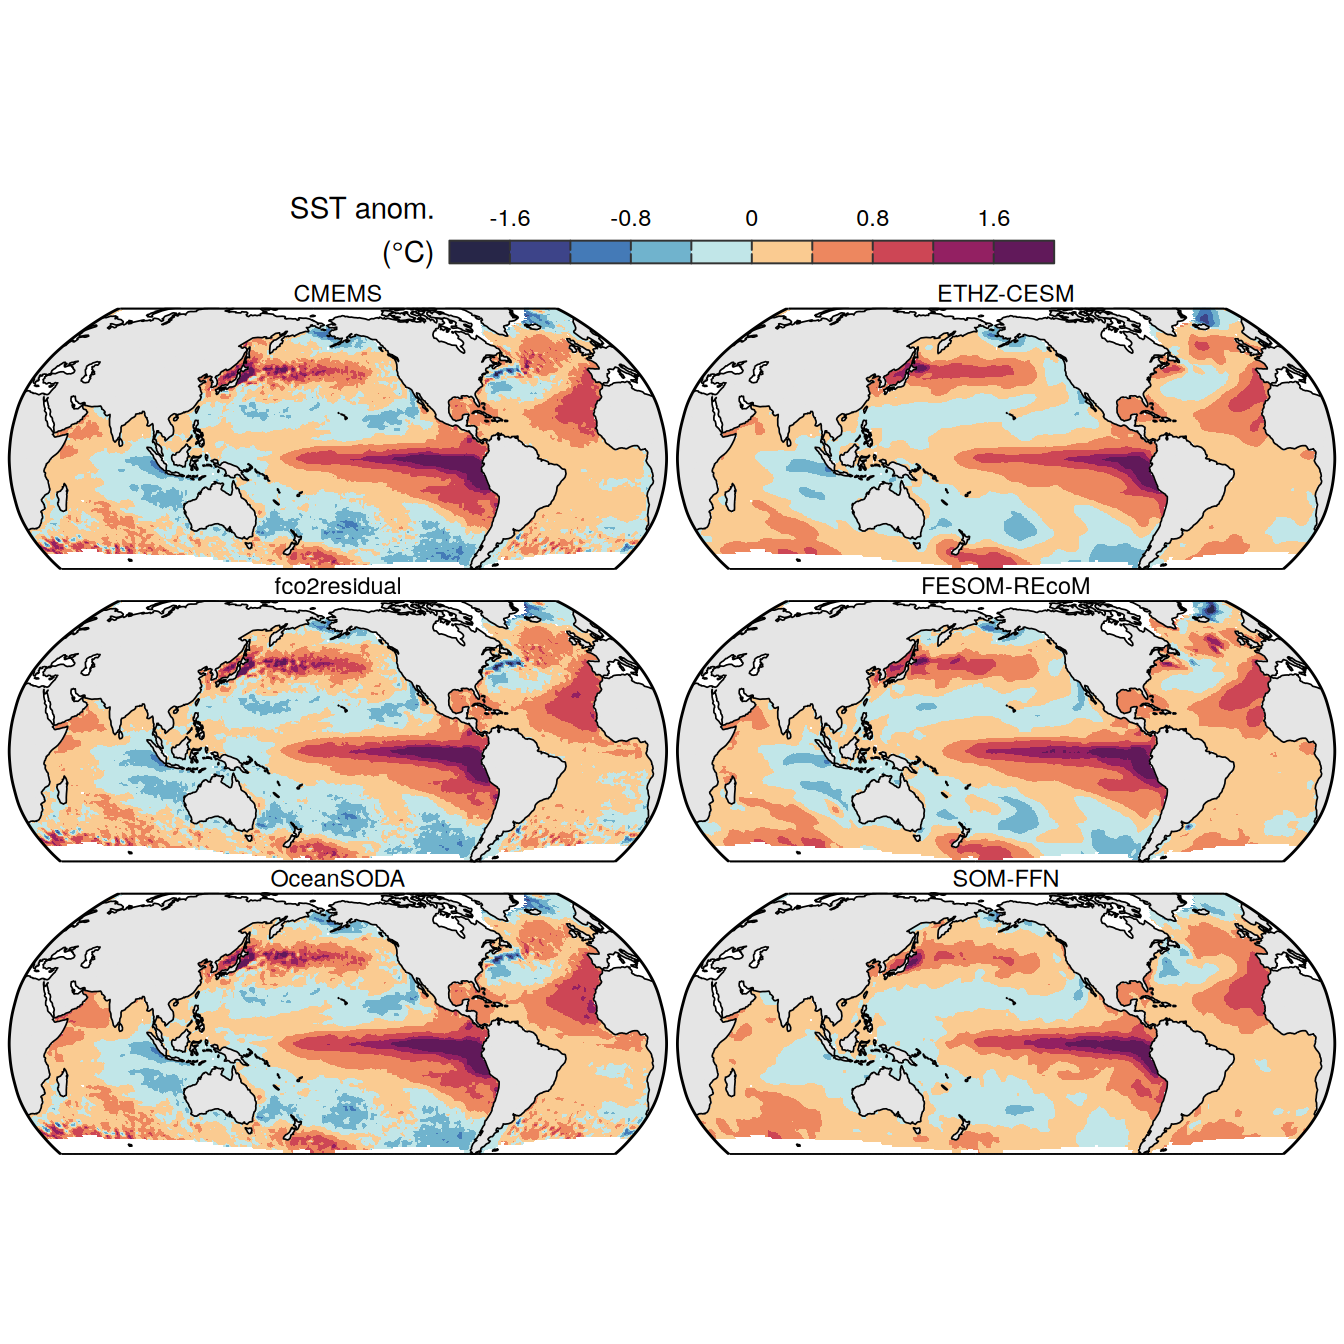 SST anom.
(°C)
-1.6 -0.8 0 0.8 1.6
CMEMS
ETHZ-CESM
fco2residual
FESOM-REcoM
OceanSODA
SOM-FFN